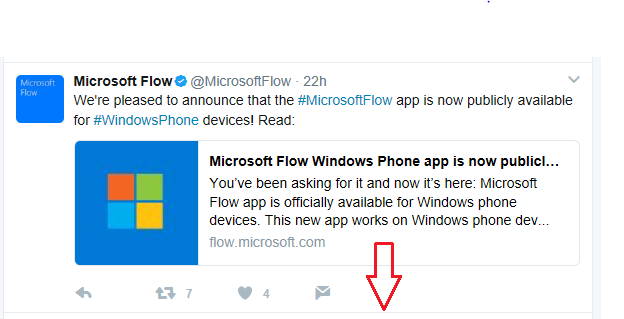 Microsoft Flow
Microsoft Flow @MicrosoftFlow · 22h
We're pleased to announce that the #MicrosoftFlow app is now publicly available
for #WindowsPhone devices! Read:
Microsoft Flow Windows Phone app is now publicl...
You've been asking for it and now it's here: Microsoft
Flow app is officially available for Windows phone
devices. This new app works on Windows phone dev...
flow.microsoft.com
7 4